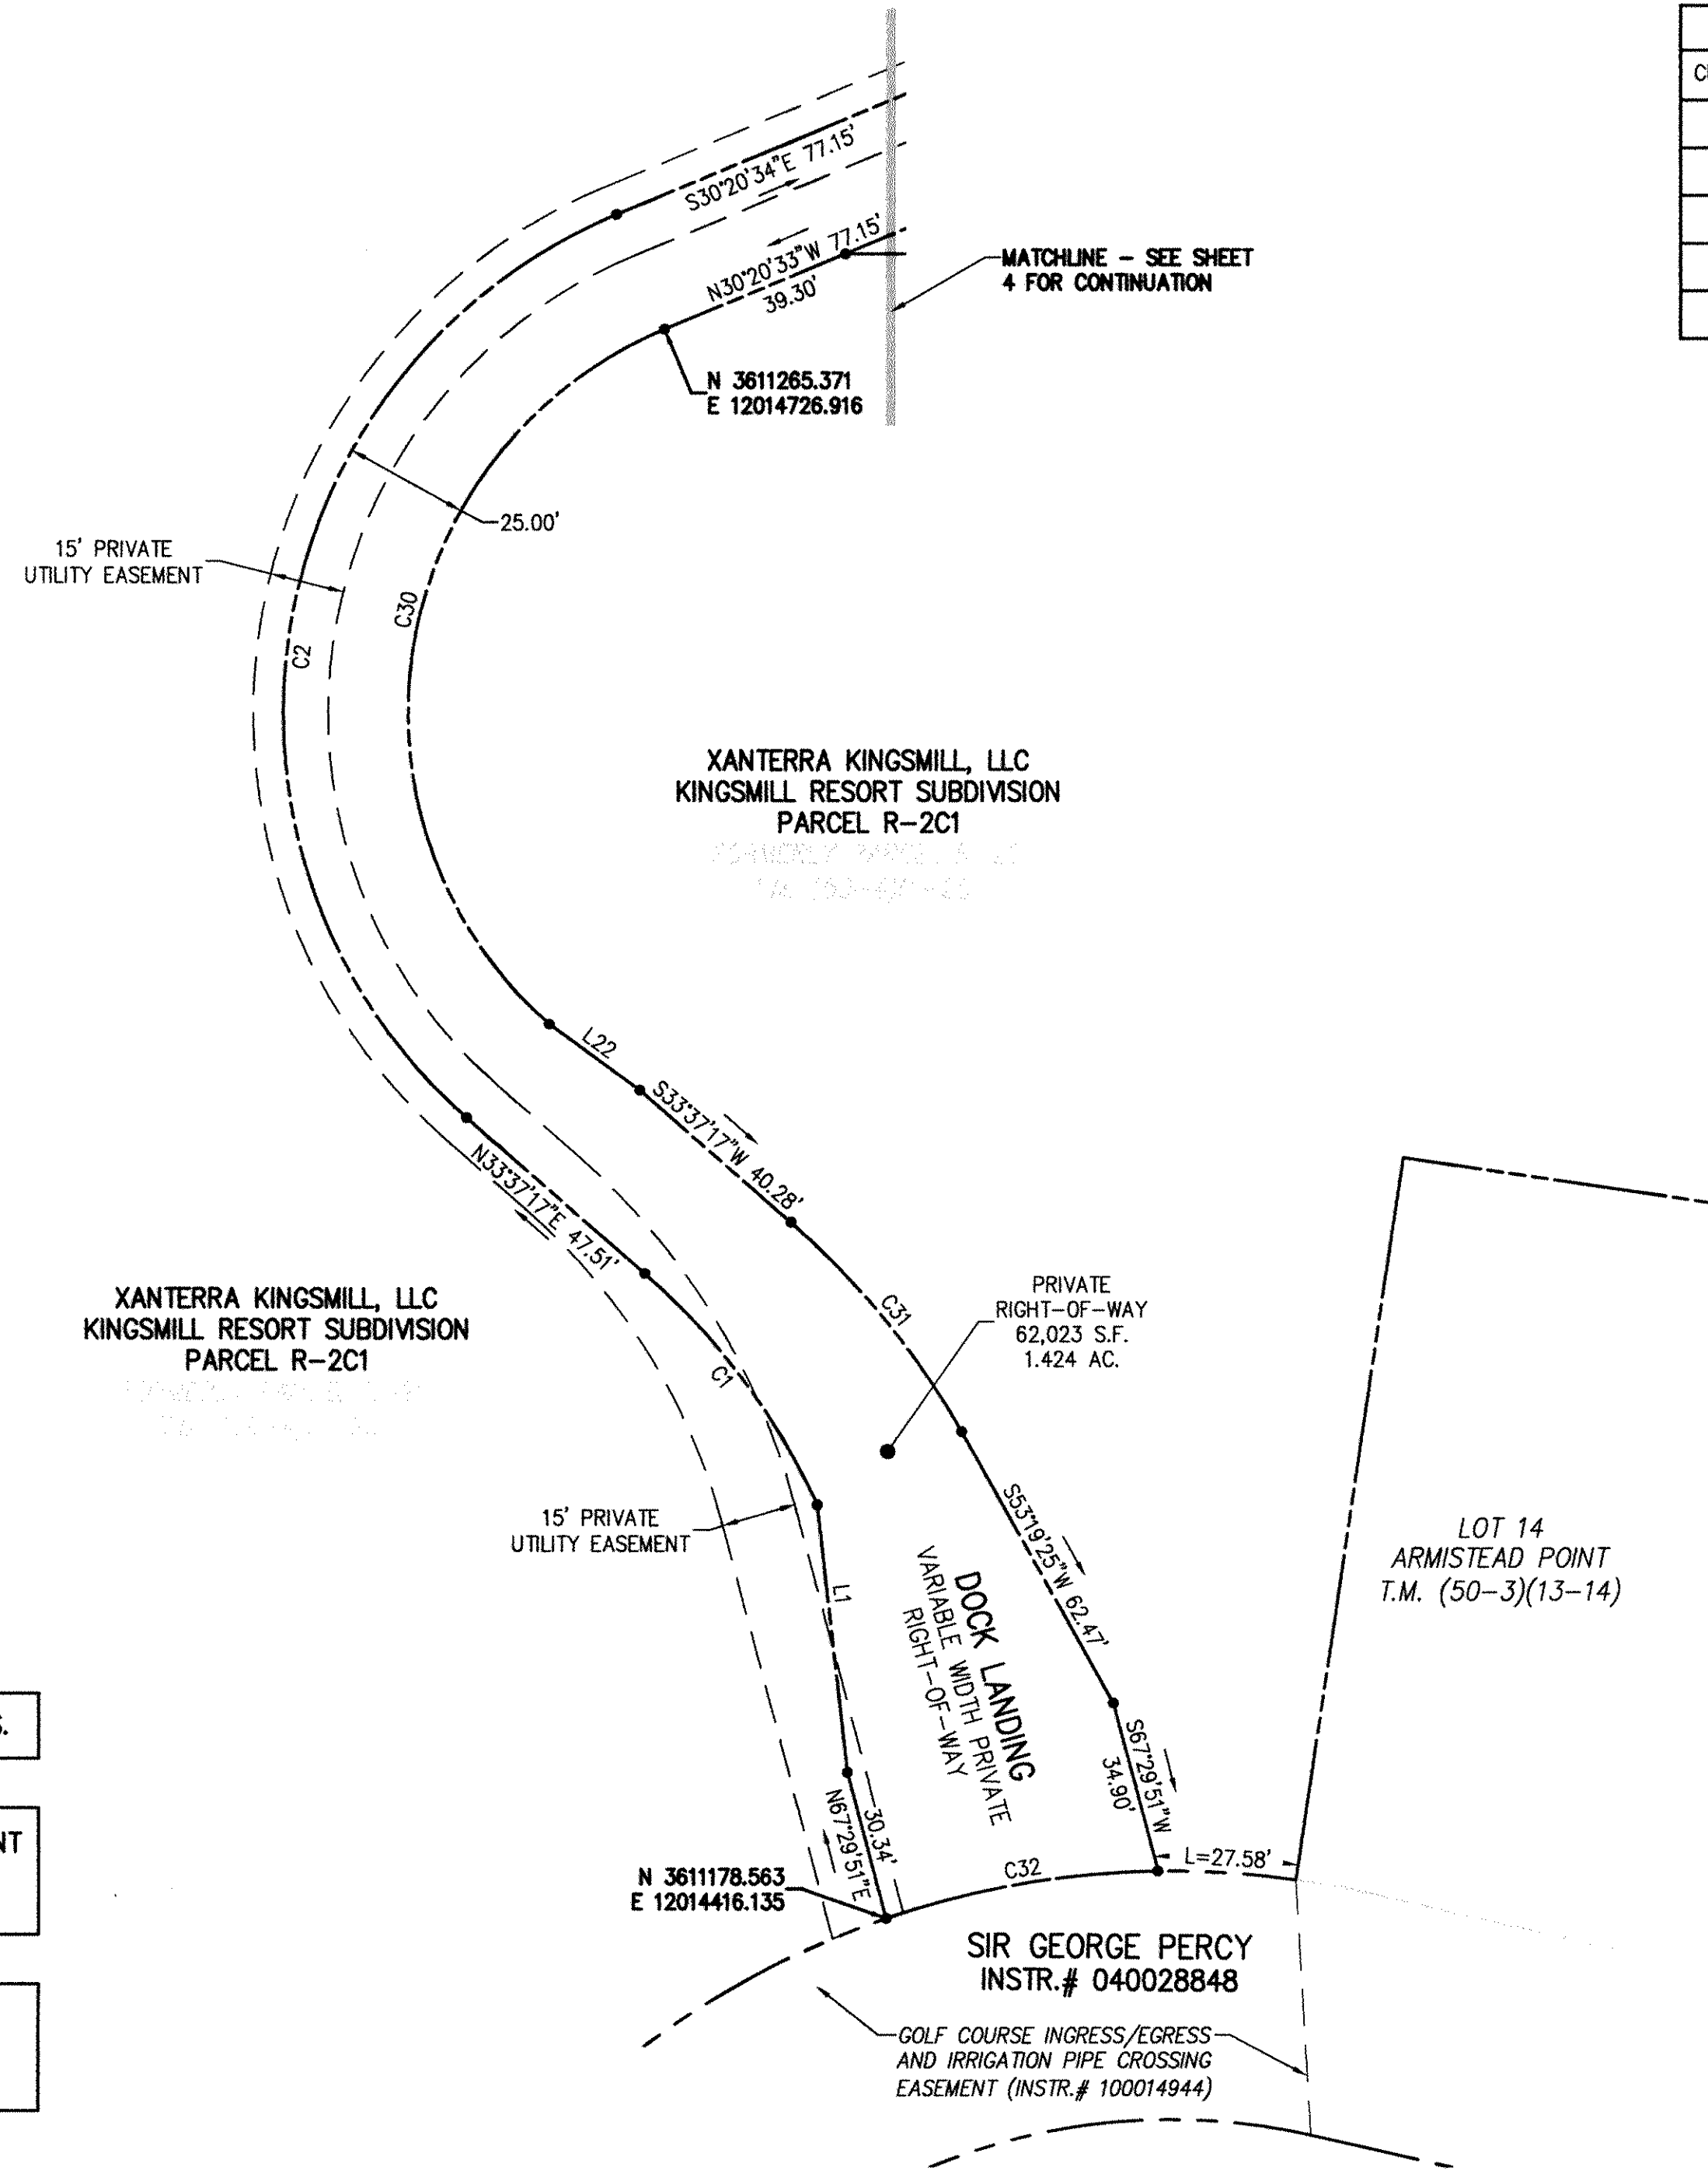 S30°20'34"E 77.15'
N30°20'33"W 77.15'
39.30'
MATCHLINE – SEE SHEET
4 FOR CONTINUATION
N 3611265.371
E 12014726.916
25.00'
15' PRIVATE
UTILITY EASEMENT
C30
C2
XANTERRA KINGSMILL, LLC
KINGSMILL RESORT SUBDIVISION
PARCEL R–2C1
L22
S33°37'17"W 40.28'
N33°37'17"E 47.51'
XANTERRA KINGSMILL, LLC
KINGSMILL RESORT SUBDIVISION
PARCEL R–2C1
C31
C1
PRIVATE
RIGHT–OF–WAY
62,023 S.F.
1.424 AC.
15' PRIVATE
UTILITY EASEMENT
S53°19'25"W 62.47'
LOT 14
ARMISTEAD POINT
T.M. (50–3)(13–14)
L1
DOCK LANDING
VARIABLE WIDTH PRIVATE
RIGHT–OF–WAY
S67°29'51"W
34.90'
30.34'
N67°29'51"E
L=27.58'
C32
N 3611178.563
E 12014416.135
SIR GEORGE PERCY
INSTR.# 040028848
GOLF COURSE INGRESS/EGRESS
AND IRRIGATION PIPE CROSSING
EASEMENT (INSTR.# 100014944)